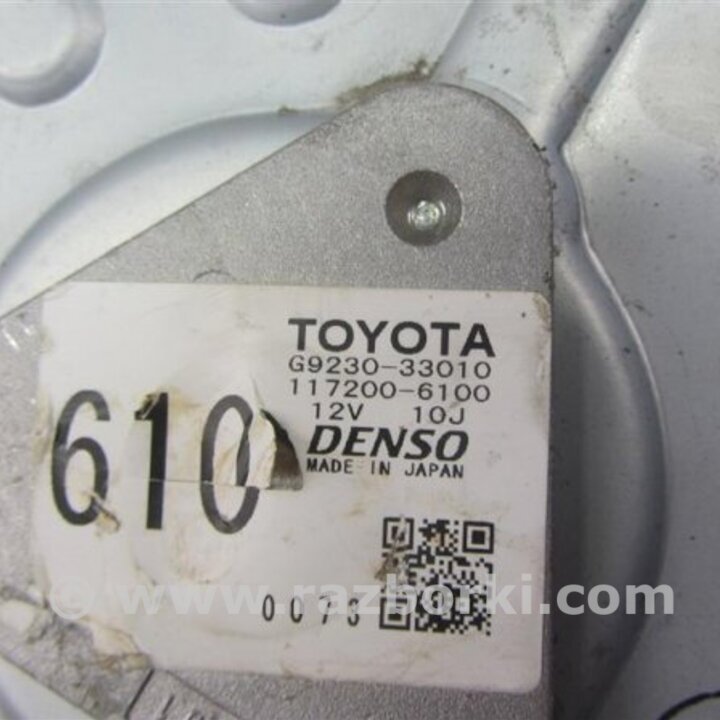 TOYOTA
G9230-33010
117200-6100
12V 10J
610
DENSO
MADE IN JAPAN
0073
© www.razborki.com